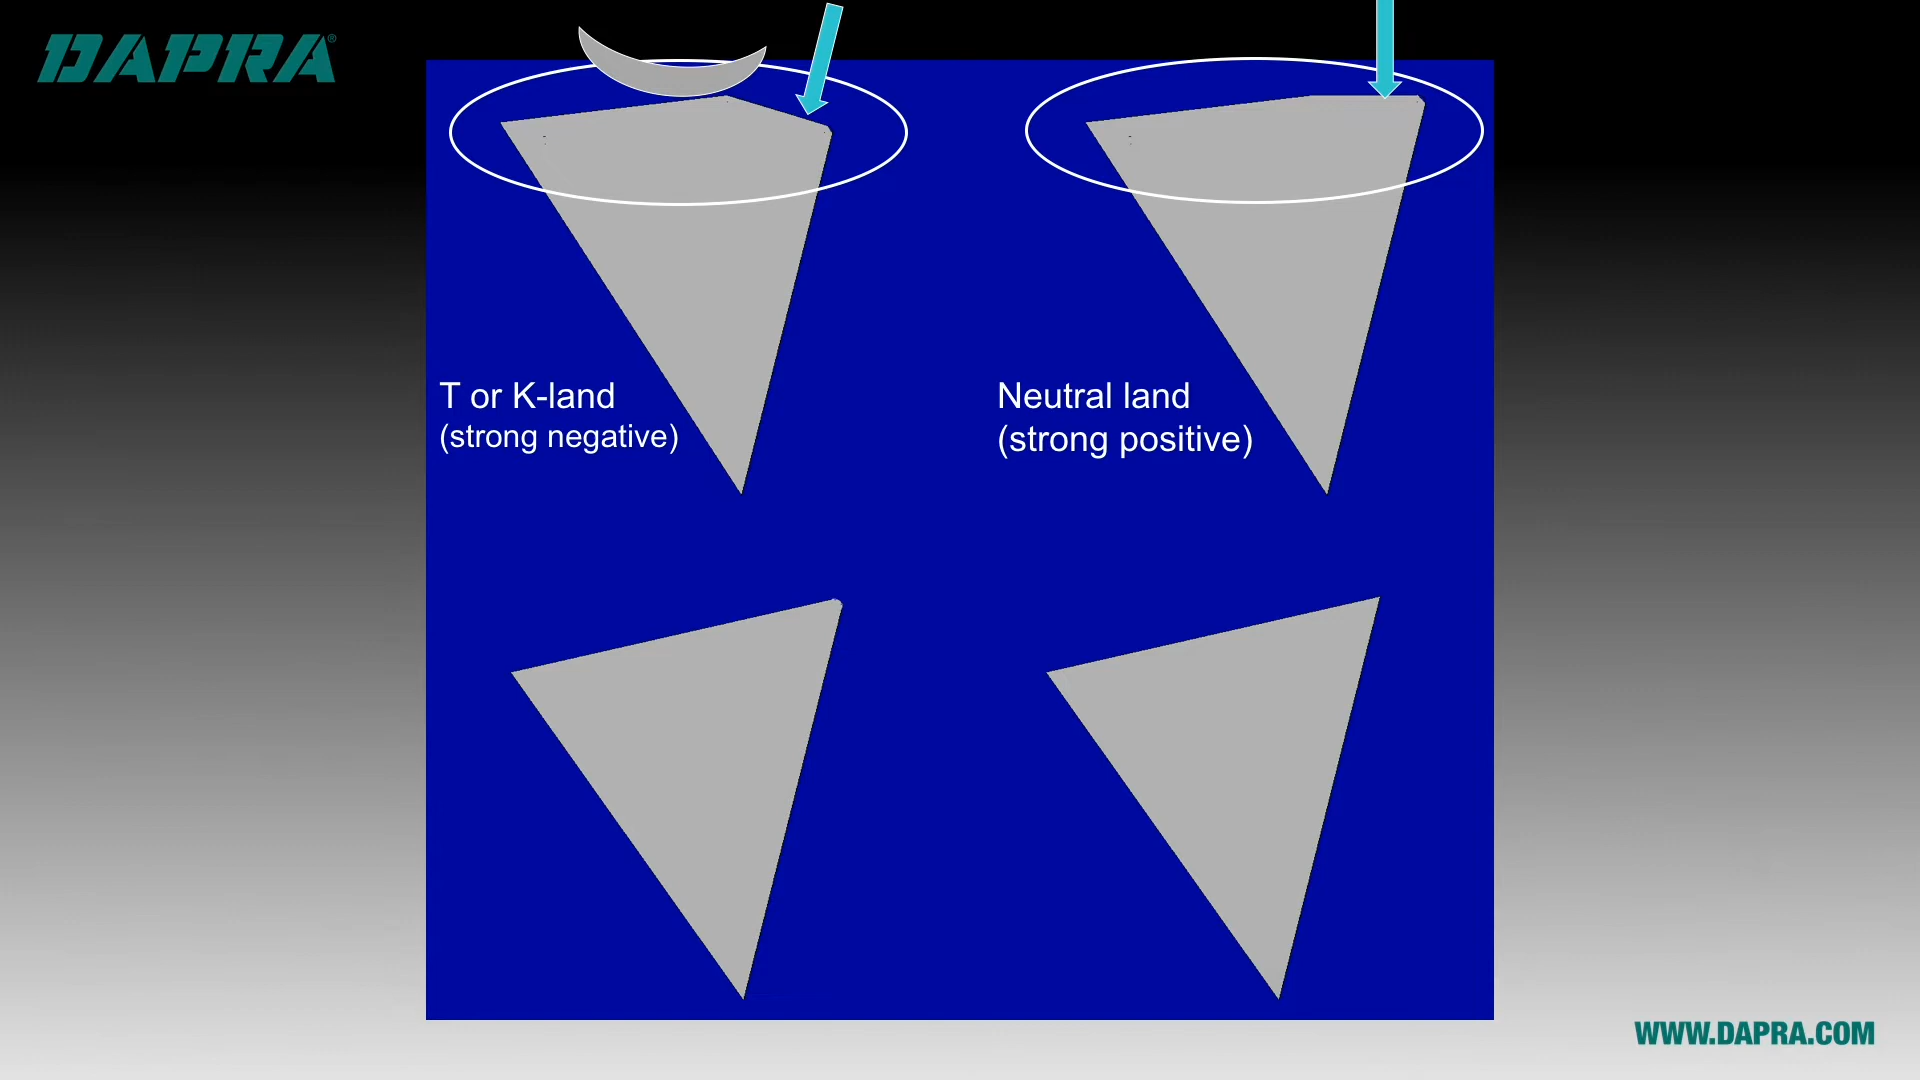 DAPRA®
T or K-land
(strong negative)
Neutral land
(strong positive)
WWW.DAPRA.COM